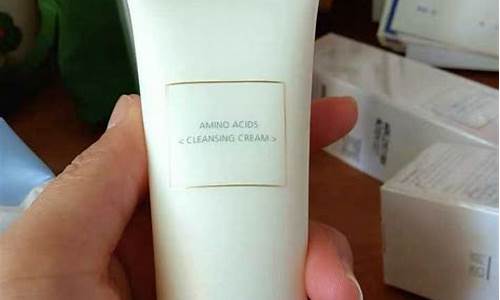 AMINO ACIDS
< CLEANSING CREAM >